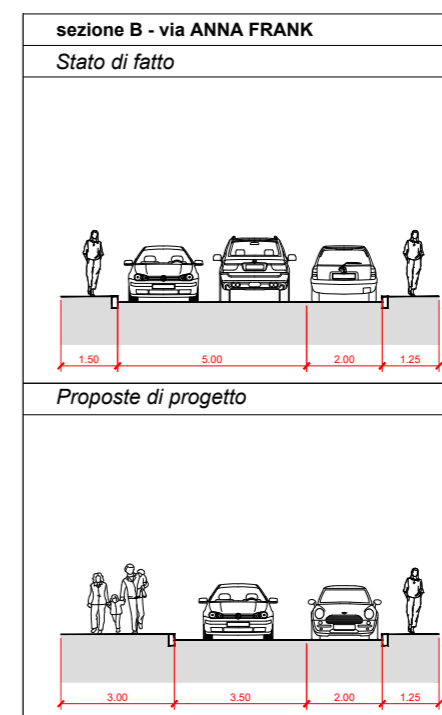 sezione B - via ANNA FRANK
Stato di fatto
1.50 5.00 2.00 1.25
Proposte di progetto
3.00 3.50 2.00 1.25